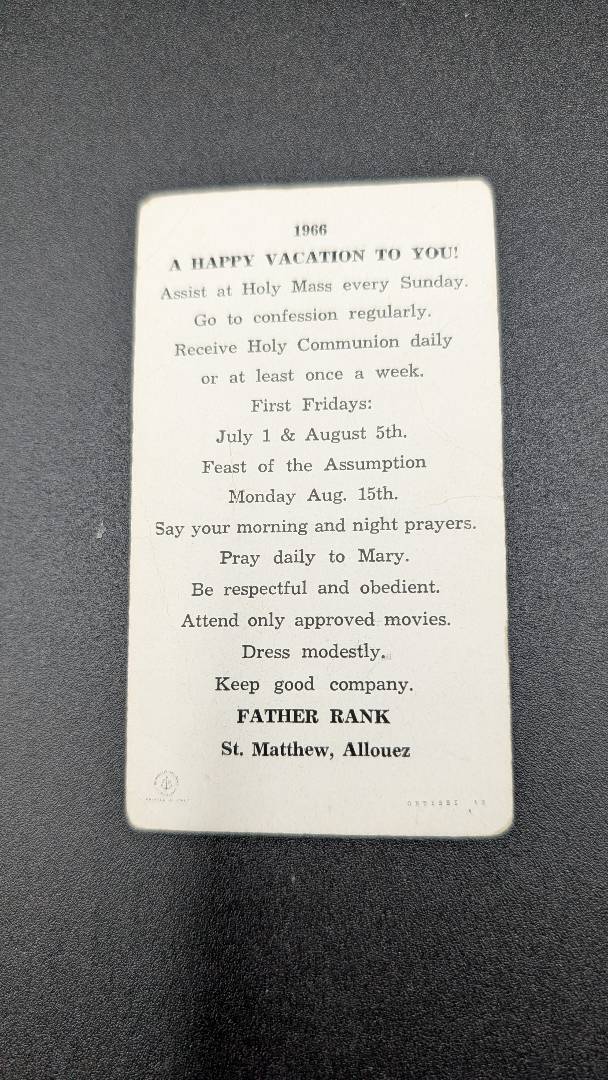 1966
A HAPPY VACATION TO YOU!
Assist at Holy Mass every Sunday.
Go to confession regularly.
Receive Holy Communion daily
or at least once a week.
First Fridays:
July 1 & August 5th.
Feast of the Assumption
Monday Aug. 15th.
Say your morning and night prayers.
Pray daily to Mary.
Be respectful and obedient.
Attend only approved movies.
Dress modestly.
Keep good company.
FATHER RANK
St. Matthew, Allouez